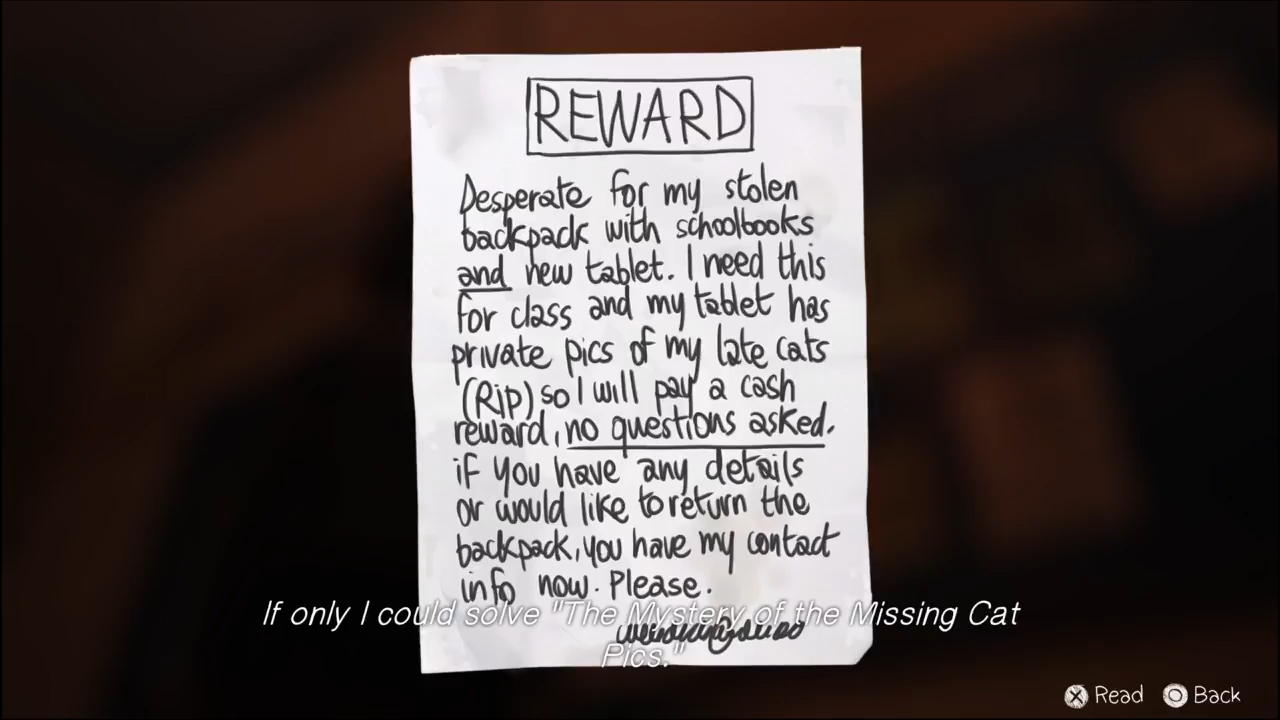 REWARD
Desperate for my stolen
backpack with schoolbooks
and new tablet. I need this
for class and my tablet has
private pics of my late cats
(RiP) so I will pay a cash
reward, no questions asked.
if you have any details
or would like to return the
backpack, you have my contact
info now. Please.
If only I could solve "The Mystery of the Missing Cat
Pics."
Read Back